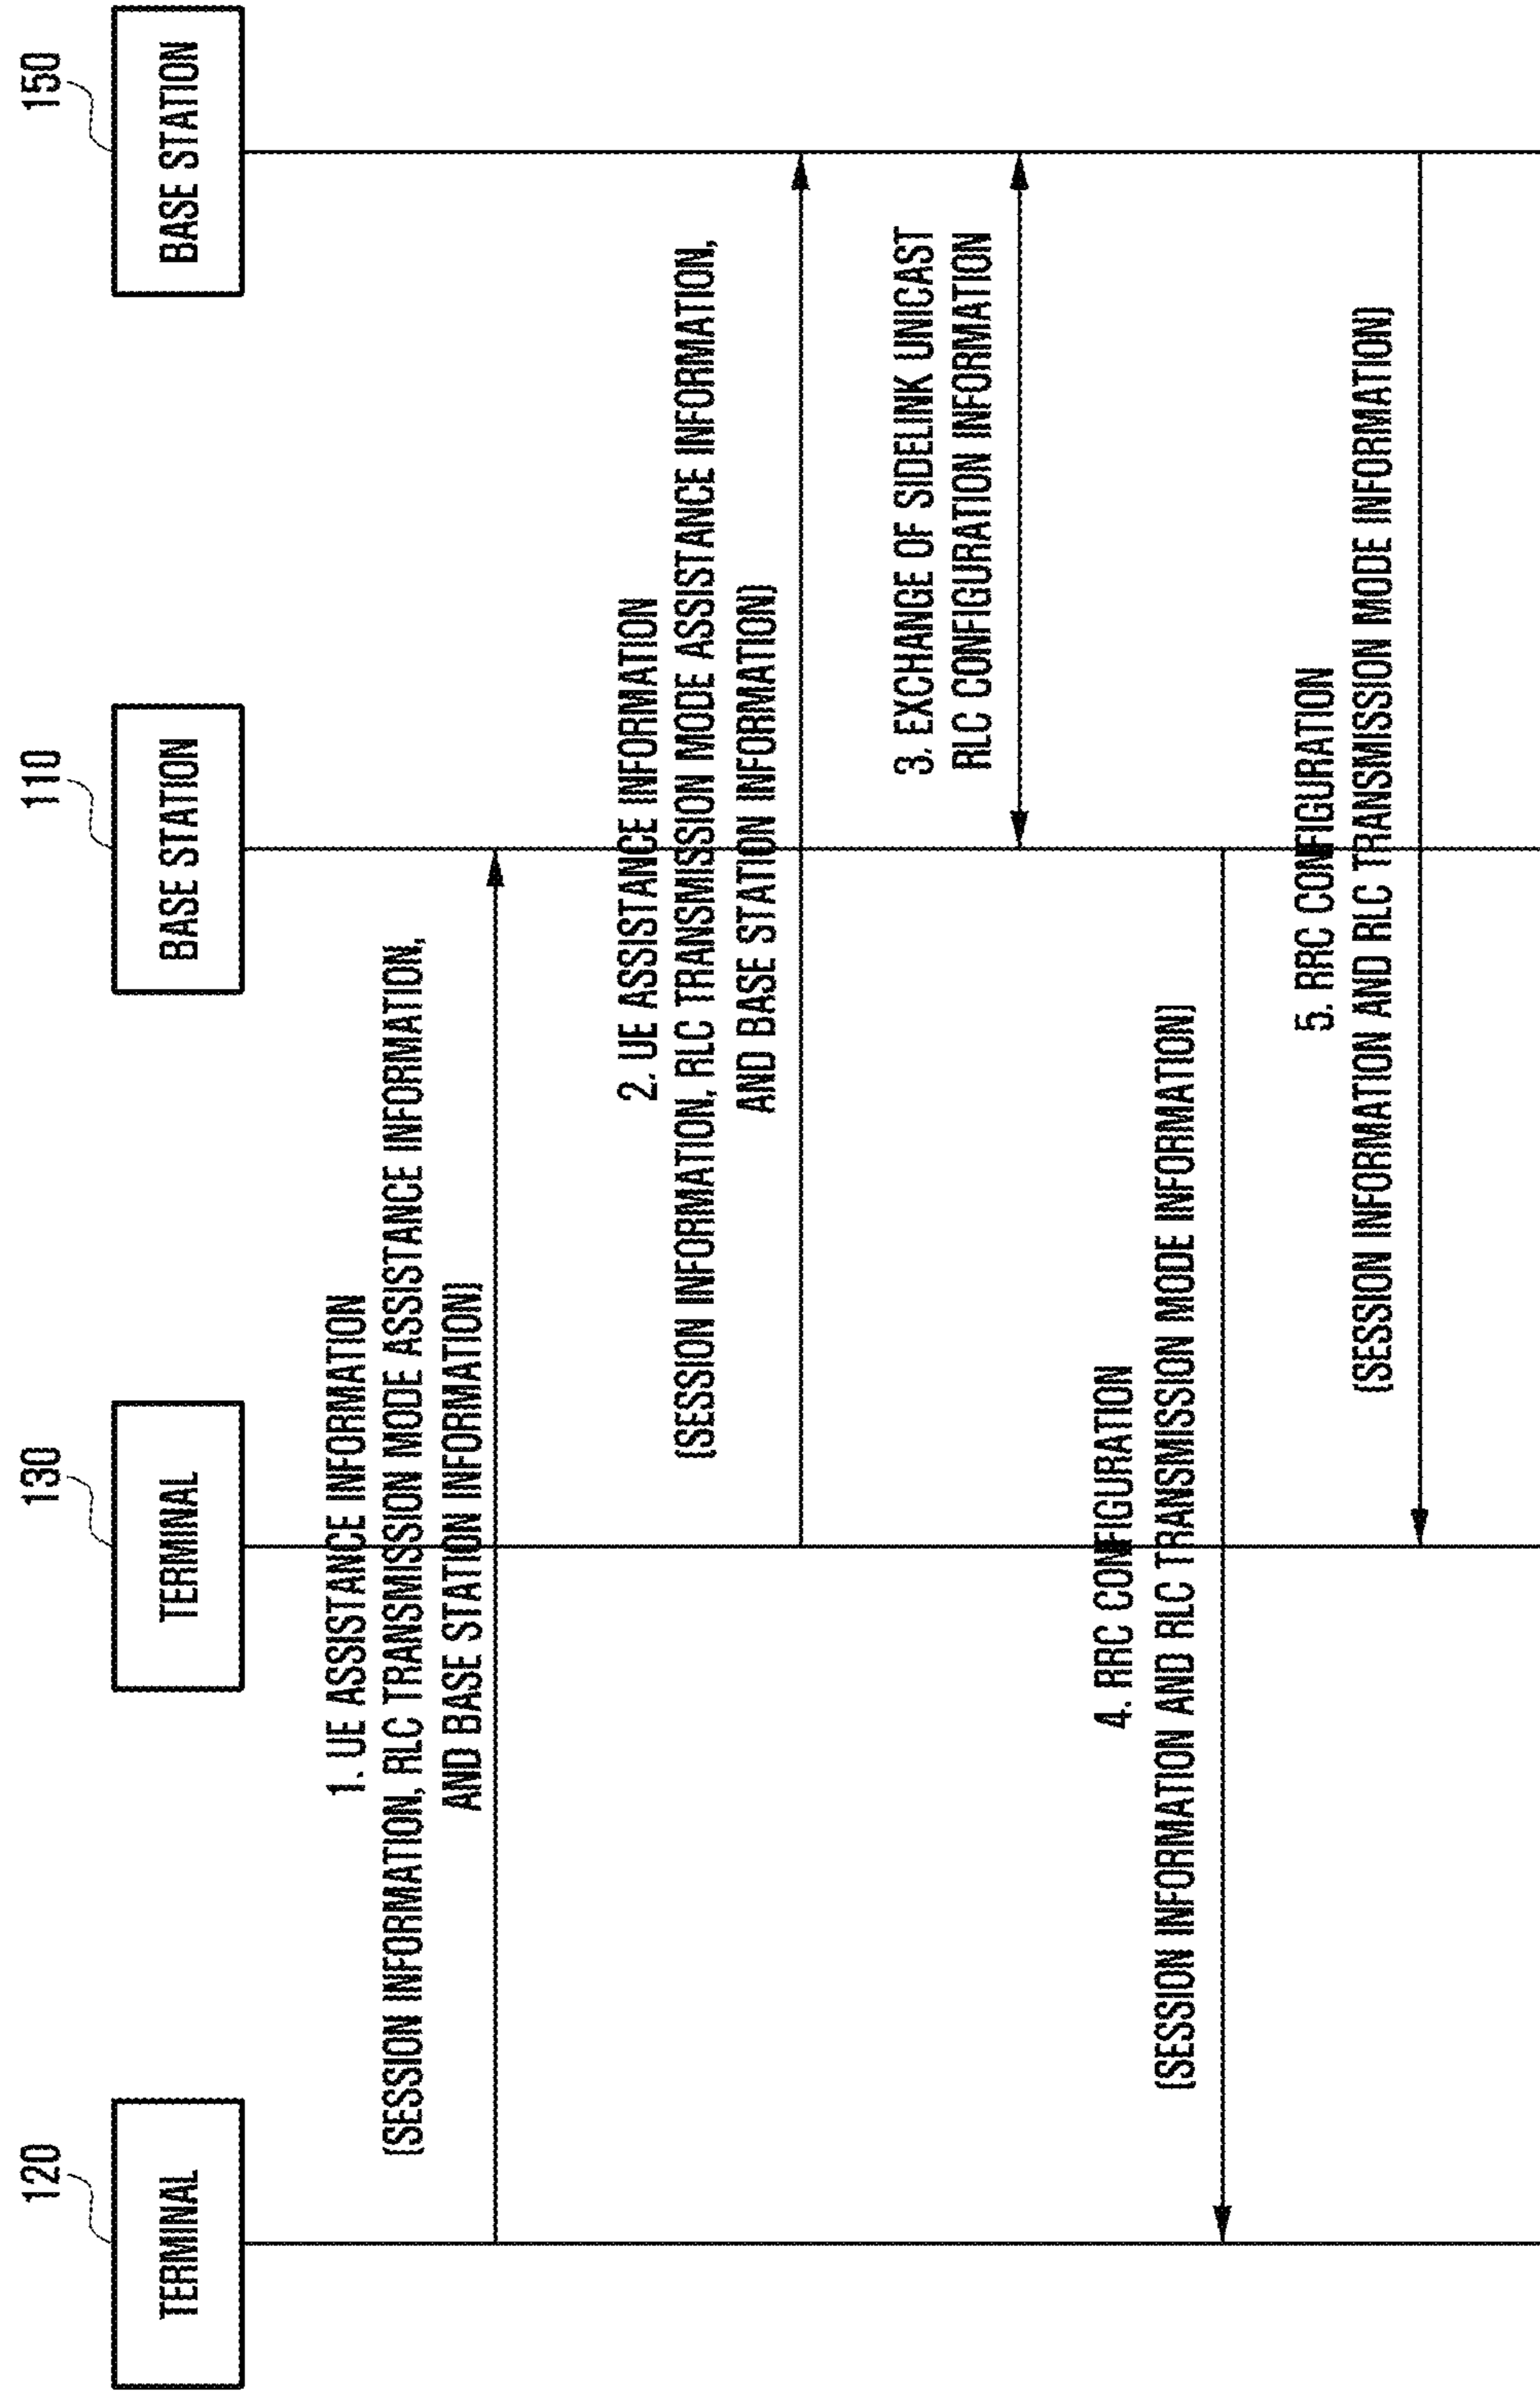 120
130
110
150
TERMINAL
TERMINAL
BASE STATION
BASE STATION
1. UE ASSISTANCE INFORMATION
(SESSION INFORMATION, RLC TRANSMISSION MODE ASSISTANCE INFORMATION,
AND BASE STATION INFORMATION)
2. UE ASSISTANCE INFORMATION
(SESSION INFORMATION, RLC TRANSMISSION MODE ASSISTANCE INFORMATION,
AND BASE STATION INFORMATION)
3. EXCHANGE OF SIDELINK UNICAST
RLC CONFIGURATION INFORMATION
4. RRC CONFIGURATION
(SESSION INFORMATION AND RLC TRANSMISSION MODE INFORMATION)
5. RRC CONFIGURATION
(SESSION INFORMATION AND RLC TRANSMISSION MODE INFORMATION)